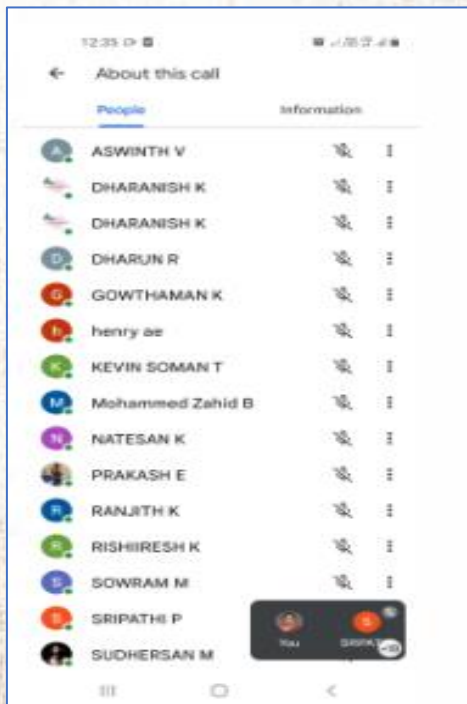 12:35
About this call
People Information
A ASWINTH V
DHARANISH K
DHARANISH K
D DHARUN R
G GOWTHAMAN K
h henry ae
K KEVIN SOMAN T
M Mohammed Zahid B
N NATESAN K
PRAKASH E
R RANJITH K
R RISHIIRESH K
S SOWRAM M
SRIPATHI P
SUDHERSAN M
S
You